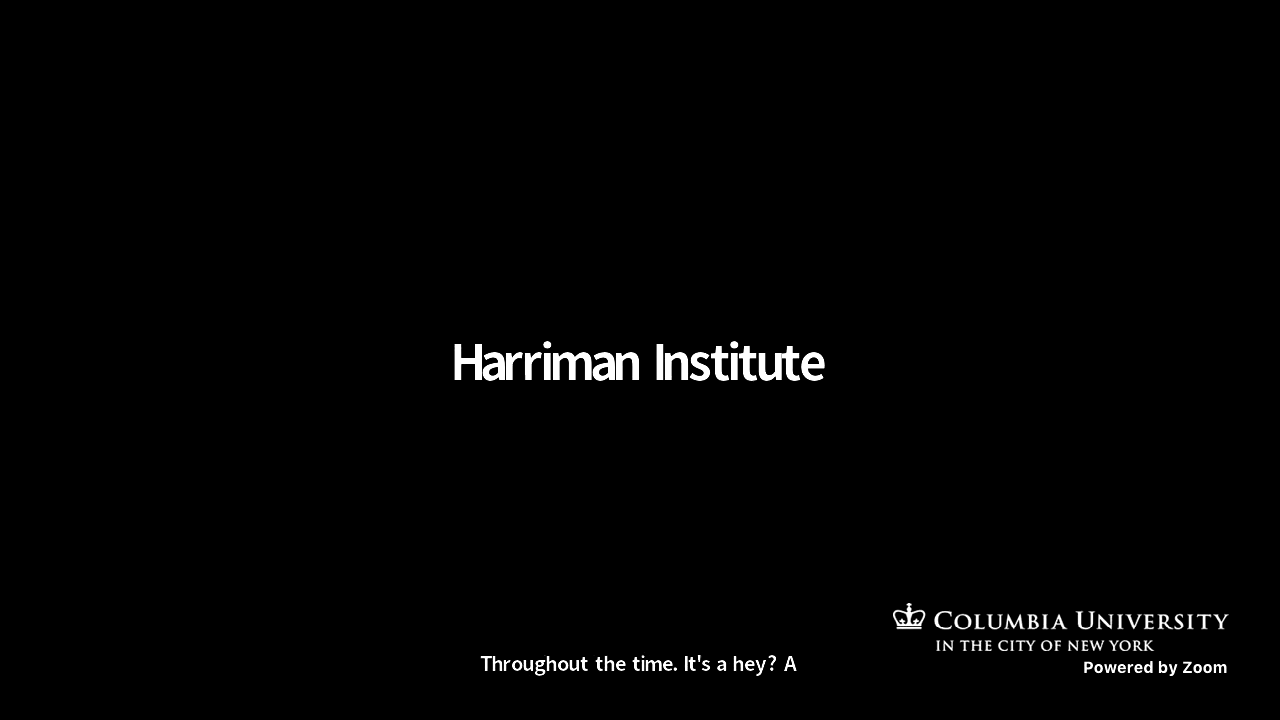 Harriman Institute
COLUMBIA UNIVERSITY
IN THE CITY OF NEW YORK
Throughout the time. It's a hey? A
Powered by Zoom